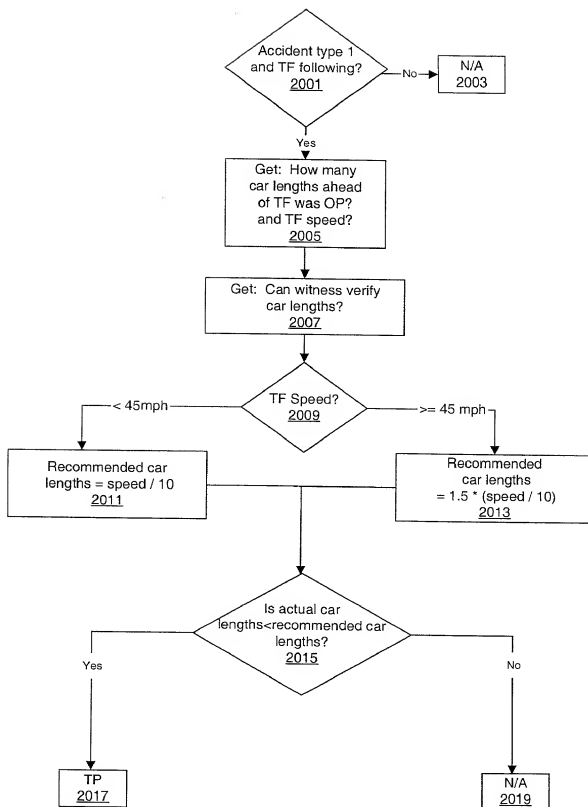 Accident type 1
and TF following?
2001
No
N/A
2003
Yes
Get: How many
car lengths ahead
of TF was OP?
and TF speed?
2005
Get: Can witness verify
car lengths?
2007
TF Speed?
2009
< 45mph
>= 45 mph
Recommended car
lengths = speed / 10
2011
Recommended
car lengths
= 1.5 * (speed / 10)
2013
Is actual car
lengths<recommended car
lengths?
2015
Yes
No
TP
2017
N/A
2019